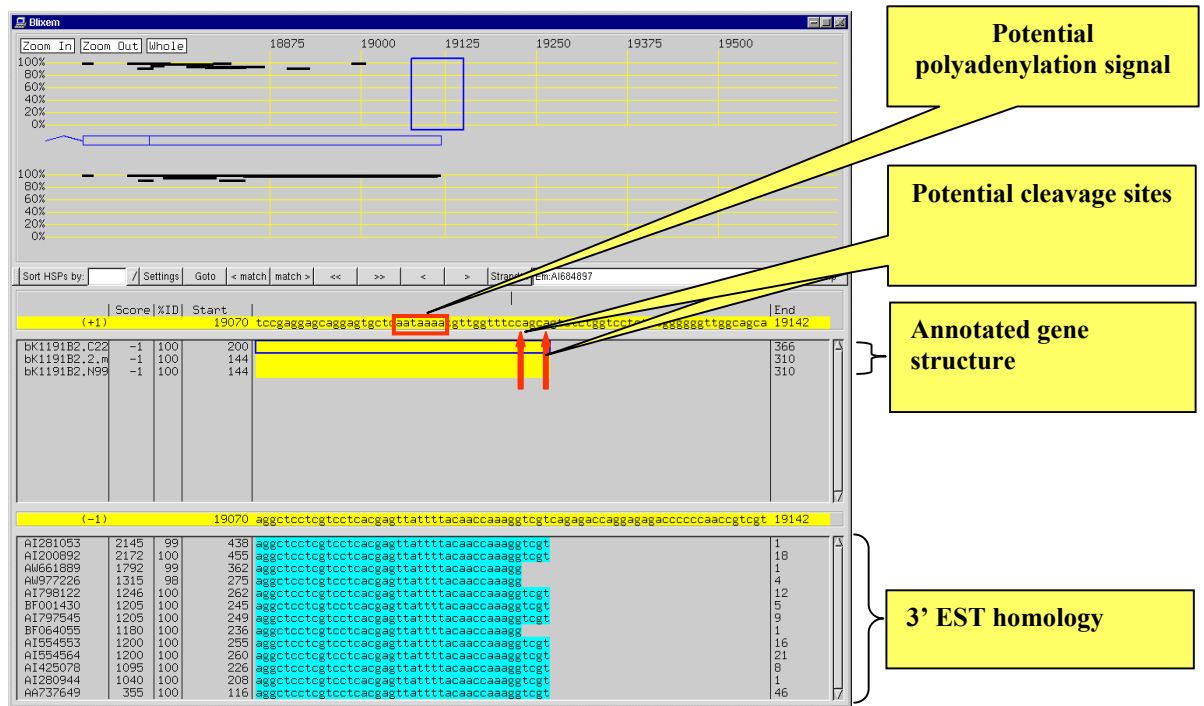 Blixem
Zoom In Zoom Out Whole 18875 19000 19125 19250 19375 19500
100%
80%
60%
40%
20%
0%
100%
80%
60%
40%
20%
0%
Sort HSPs by: / Settings Goto < match match > << >> < > Em:AI684897
Score %ID Start End
(+1) 19070 tccgaggagcaggagtgctc aataaaa 19142
bK1191B2.C22 -1 100 200 366
bK1191B2.2.m -1 100 144 310
bK1191B2.N99 -1 100 144 310
(-1) 19070 aggctcctcgtcctcacgagttattttacaaccaaaggtcgtcagagaccaggagagacccccccaaccgtcgt 19142
AI281053 2145 99 438 aggctcctcgtcctcacgagttattttacaaccaaaggtcgt 1
AI200892 2172 100 455 aggctcctcgtcctcacgagttattttacaaccaaaggtcgt 18
AW661889 1792 99 362 aggctcctcgtcctcacgagttattttacaaccaaagg 1
AW977226 1315 98 275 aggctcctcgtcctcacgagttattttacaaccaaagg 4
AI798122 1246 100 262 aggctcctcgtcctcacgagttattttacaaccaaaggtcgt 12
BF001430 1205 100 245 aggctcctcgtcctcacgagttattttacaaccaaaggtcgt 5
AI797545 1205 100 249 aggctcctcgtcctcacgagttattttacaaccaaaggtcgt 9
BF064055 1180 100 236 aggctcctcgtcctcacgagttattttacaaccaaagg 1
AI554553 1200 100 255 aggctcctcgtcctcacgagttattttacaaccaaaggtcgt 16
AI554564 1200 100 260 aggctcctcgtcctcacgagttattttacaaccaaaggtcgt 21
AI425078 1095 100 226 aggctcctcgtcctcacgagttattttacaaccaaaggtcgt 8
AI280944 1040 100 208 aggctcctcgtcctcacgagttattttacaaccaaaggtcgt 1
AA737649 355 100 116 aggctcctcgtcctcacgagttattttacaaccaaaggtcgt 46
Potential
polyadenylation signal
Potential cleavage sites
Annotated gene
structure
3’ EST homology